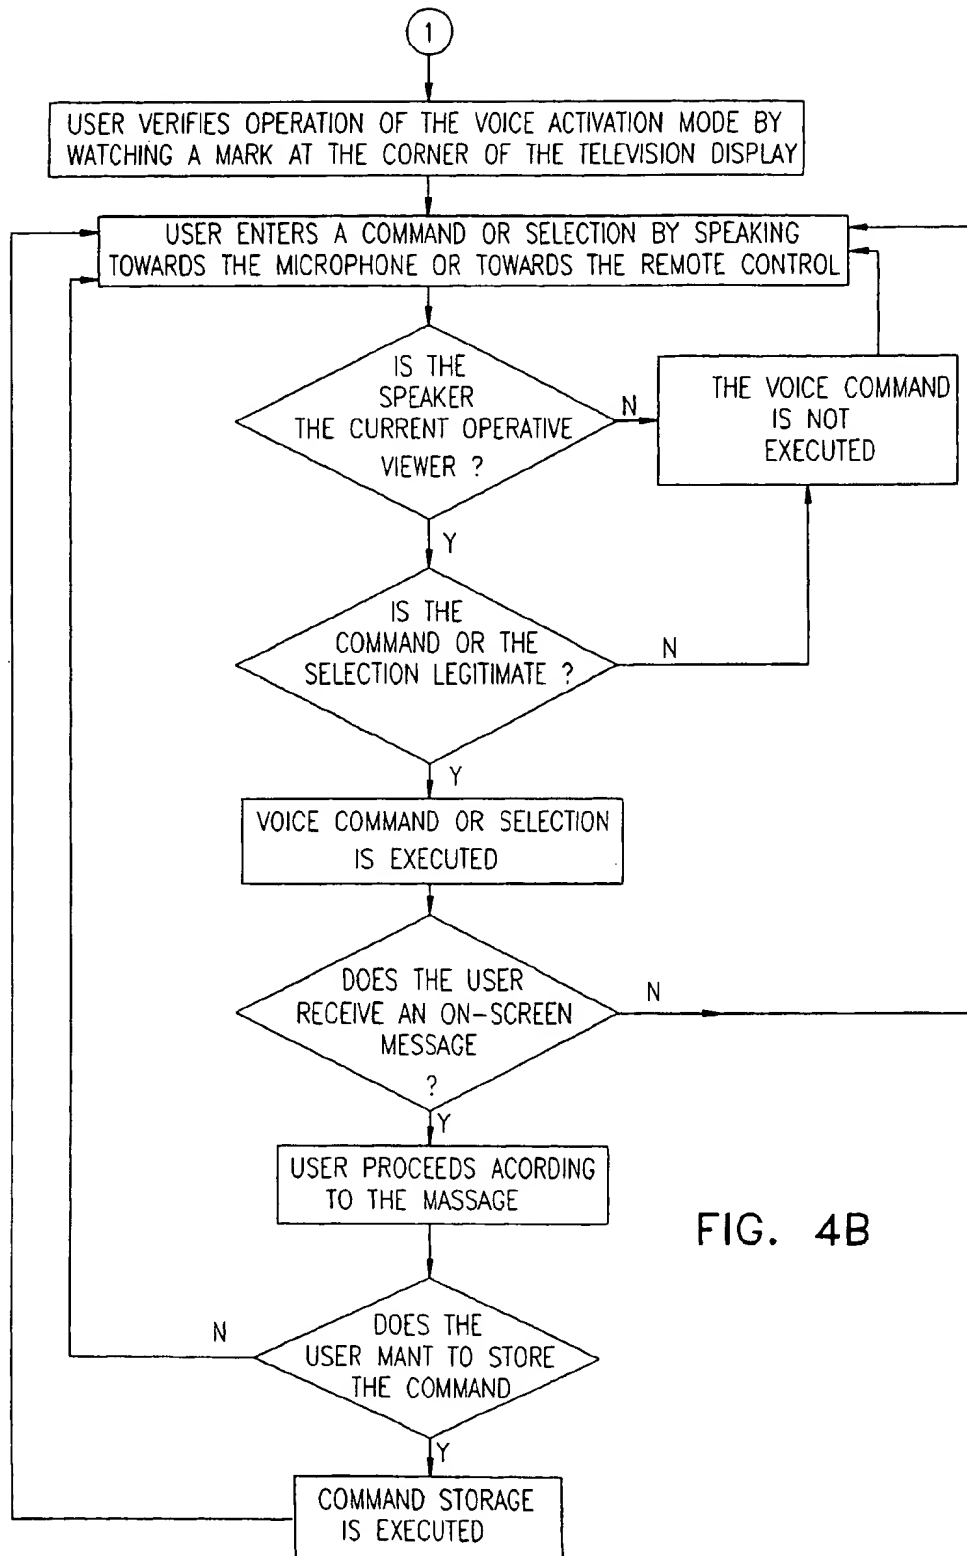 1
USER VERIFIES OPERATION OF THE VOICE ACTIVATION MODE BY
WATCHING A MARK AT THE CORNER OF THE TELEVISION DISPLAY
USER ENTERS A COMMAND OR SELECTION BY SPEAKING
TOWARDS THE MICROPHONE OR TOWARDS THE REMOTE CONTROL
IS THE
SPEAKER
THE CURRENT OPERATIVE
VIEWER ?
N
THE VOICE COMMAND
IS NOT
EXECUTED
Y
IS THE
COMMAND OR THE
SELECTION LEGITIMATE ?
N
Y
VOICE COMMAND OR SELECTION
IS EXECUTED
DOES THE USER
RECEIVE AN ON-SCREEN
MESSAGE
?
N
Y
USER PROCEEDS ACORDING
TO THE MASSAGE
FIG. 4B
DOES THE
USER MANT TO STORE
THE COMMAND
N
Y
COMMAND STORAGE
IS EXECUTED